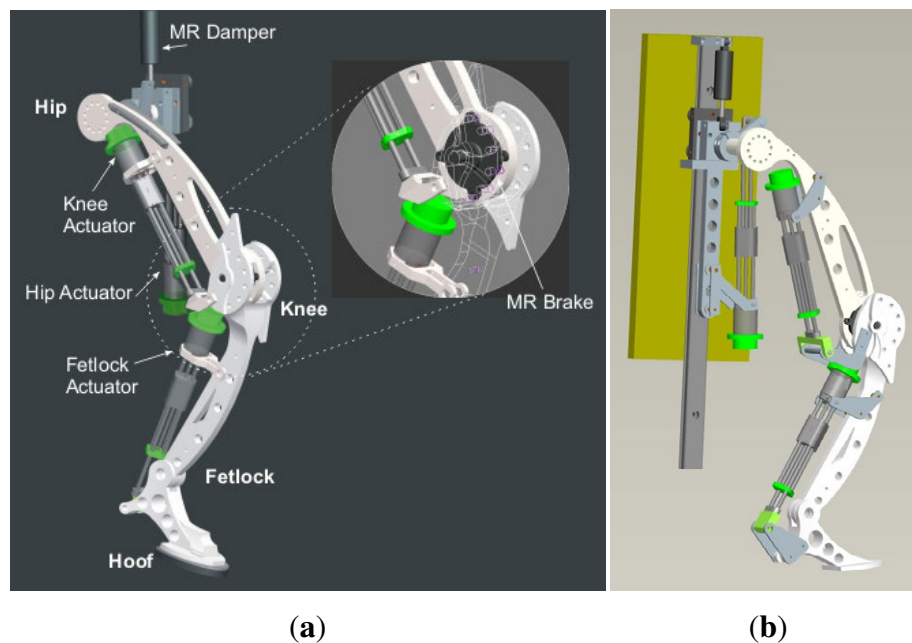 MR Damper
Hip
Knee
Actuator
Hip Actuator
Knee
MR Brake
Fetlock
Actuator
Fetlock
Hoof
(a)
(b)